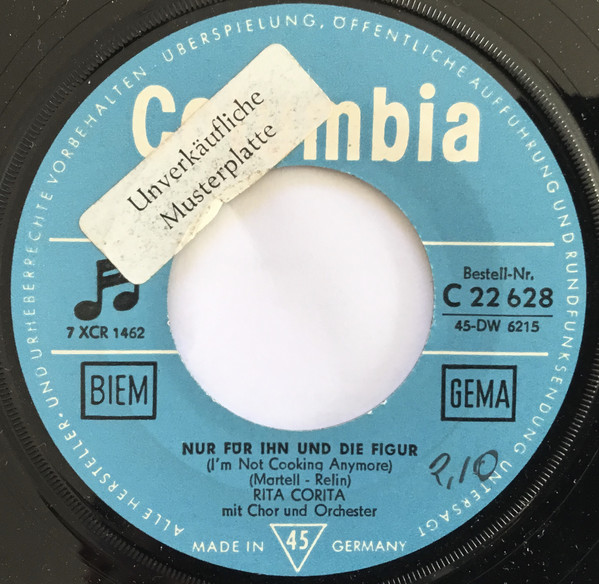 ALLE HERSTELLER- UND URHEBERRECHTE VORBEHALTEN. ÜBERSPIELUNG, ÖFFENTLICHE AUFFÜHRUNG UND RUNDFUNKSENDUNG UNTERSAGT
C mbia
Unverkäufliche
Musterplatte
Bestell-Nr.
C 22 628
7 XCR 1462
45-DW 6215
BIEM
GEMA
NUR FÜR IHN UND DIE FIGUR
(I'm Not Cooking Anymore)
(Martell - Relin)
RITA CORITA
mit Chor und Orchester
2,10
MADE IN 45 GERMANY